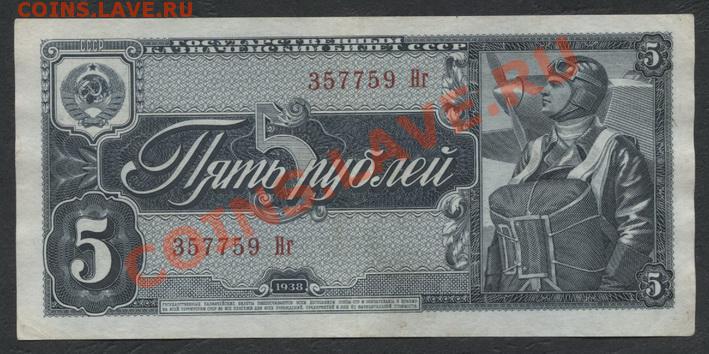 COINS.ЛАВЕ.RU
СССР
ГОСУДАРСТВЕННЫЙ
КАЗНАЧЕЙСКИЙ БИЛЕТ СССР
5
357759 Нг
5
Пять рублей
COINS.LAVE.RU
357759 Нг
5
1938
5